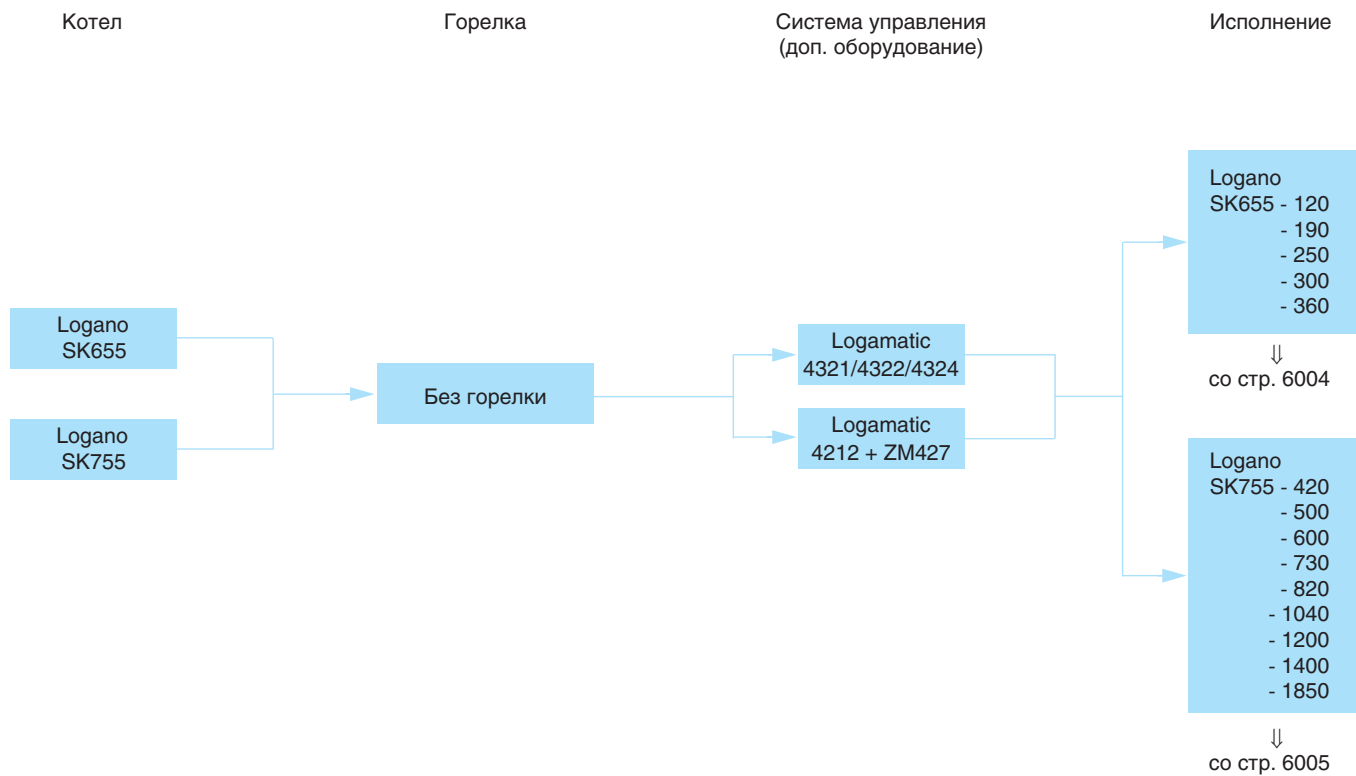 Котел
Горелка
Система управления
(доп. оборудование)
Исполнение
Logano
SK655
Logano
SK755
Без горелки
Logamatic
4321/4322/4324
Logamatic
4212 + ZM427
Logano
SK655 - 120
- 190
- 250
- 300
- 360
⇓
со стр. 6004
Logano
SK755 - 420
- 500
- 600
- 730
- 820
- 1040
- 1200
- 1400
- 1850
⇓
со стр. 6005